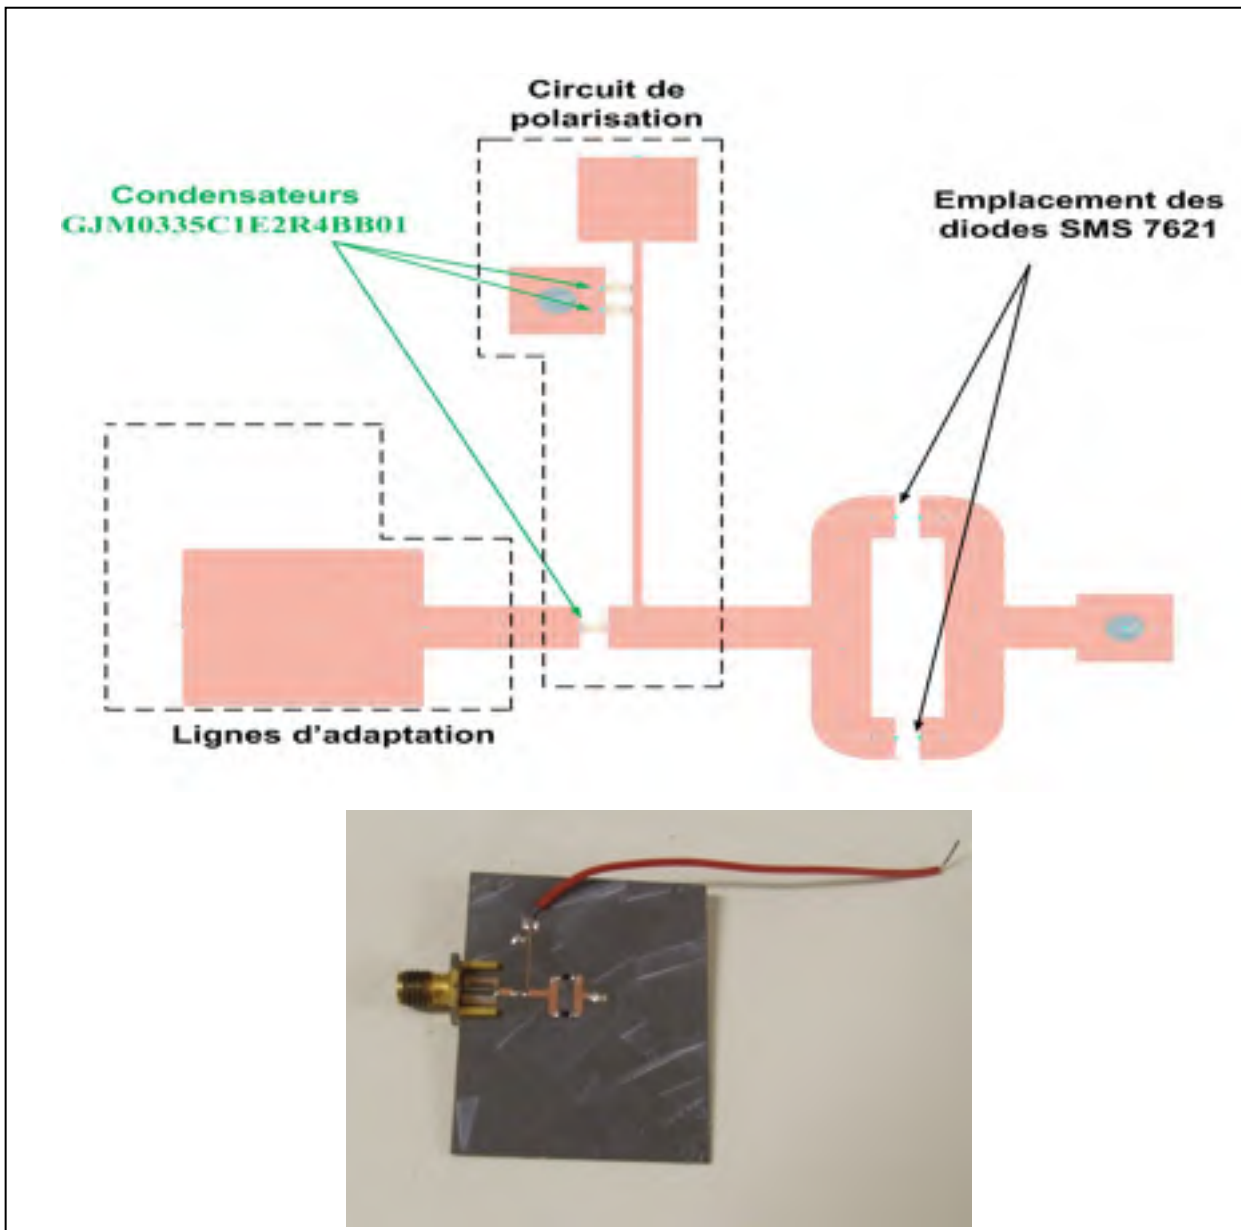 Circuit de
polarisation
Condensateurs
GJM0335C1E2R4BB01
Emplacement des
diodes SMS 7621
Lignes d'adaptation